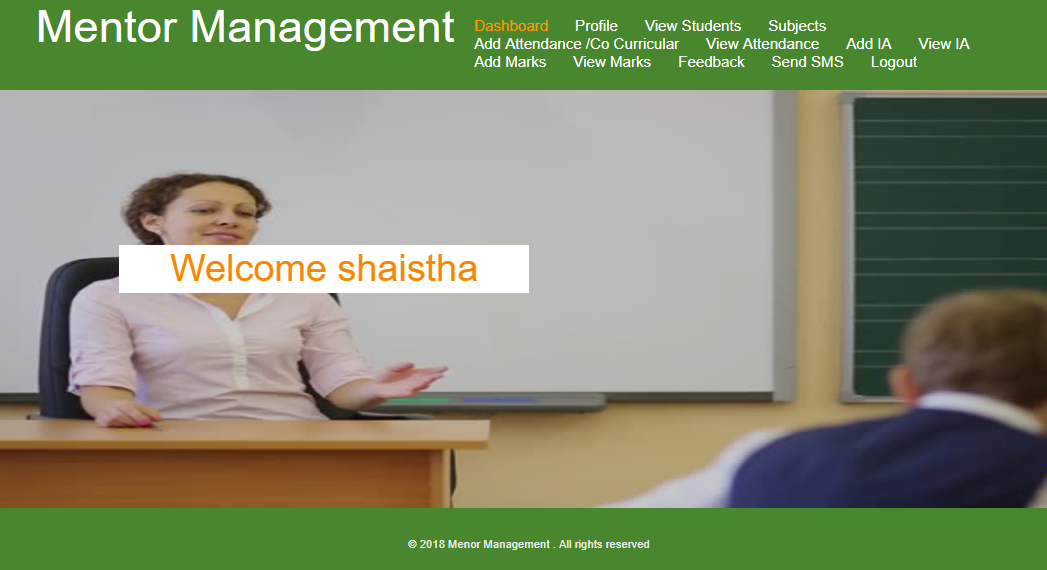 Mentor Management
Dashboard Profile View Students Subjects
Add Attendance /Co Curricular View Attendance Add IA View IA
Add Marks View Marks Feedback Send SMS Logout
Welcome shaistha
© 2018 Menor Management . All rights reserved